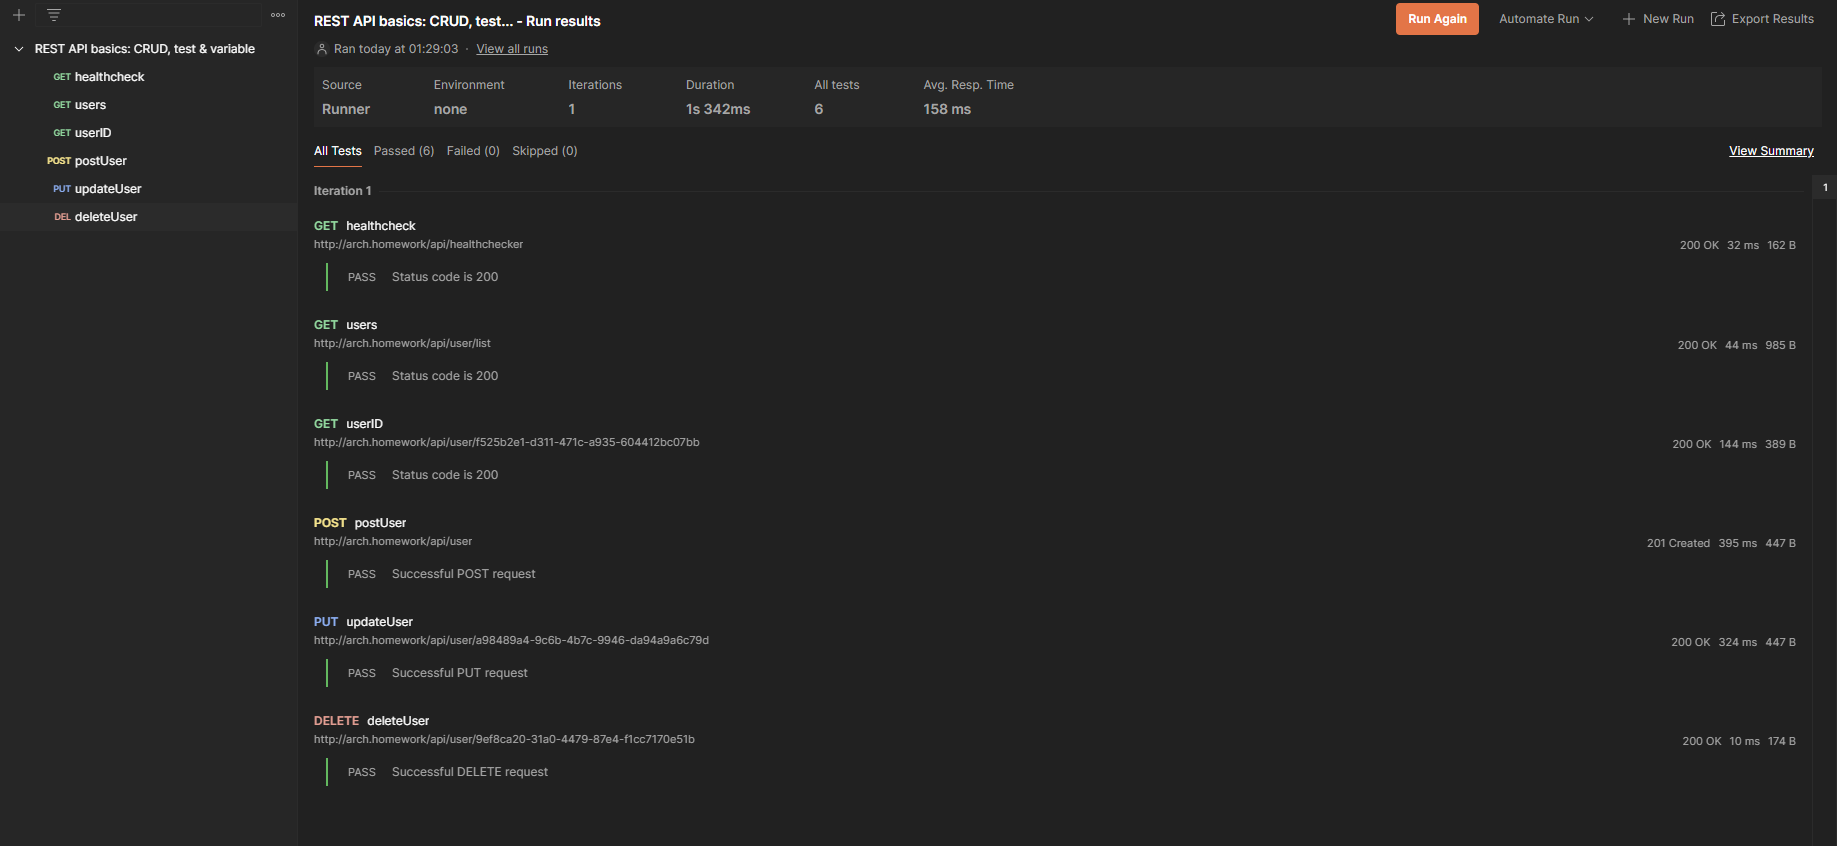 REST API basics: CRUD, test & variable
GET healthcheck
GET users
GET userID
POST postUser
PUT updateUser
DEL deleteUser
REST API basics: CRUD, test... - Run results
Run Again
Automate Run
New Run
Export Results
Ran today at 01:29:03 · View all runs
Source Environment Iterations Duration All tests Avg. Resp. Time
Runner none 1 1s 342ms 6 158 ms
All Tests Passed (6) Failed (0) Skipped (0) View Summary
Iteration 1
1
GET healthcheck
http://arch.homework/api/healthchecker
200 OK 32 ms 162 B
PASS Status code is 200
GET users
http://arch.homework/api/user/list
200 OK 44 ms 985 B
PASS Status code is 200
GET userID
http://arch.homework/api/user/f525b2e1-d311-471c-a935-604412bc07bb
200 OK 144 ms 389 B
PASS Status code is 200
POST postUser
http://arch.homework/api/user
201 Created 395 ms 447 B
PASS Successful POST request
PUT updateUser
http://arch.homework/api/user/a98489a4-9c6b-4b7c-9946-da94a9a6c79d
200 OK 324 ms 447 B
PASS Successful PUT request
DELETE deleteUser
http://arch.homework/api/user/9ef8ca20-31a0-4479-87e4-f1cc7170e51b
200 OK 10 ms 174 B
PASS Successful DELETE request